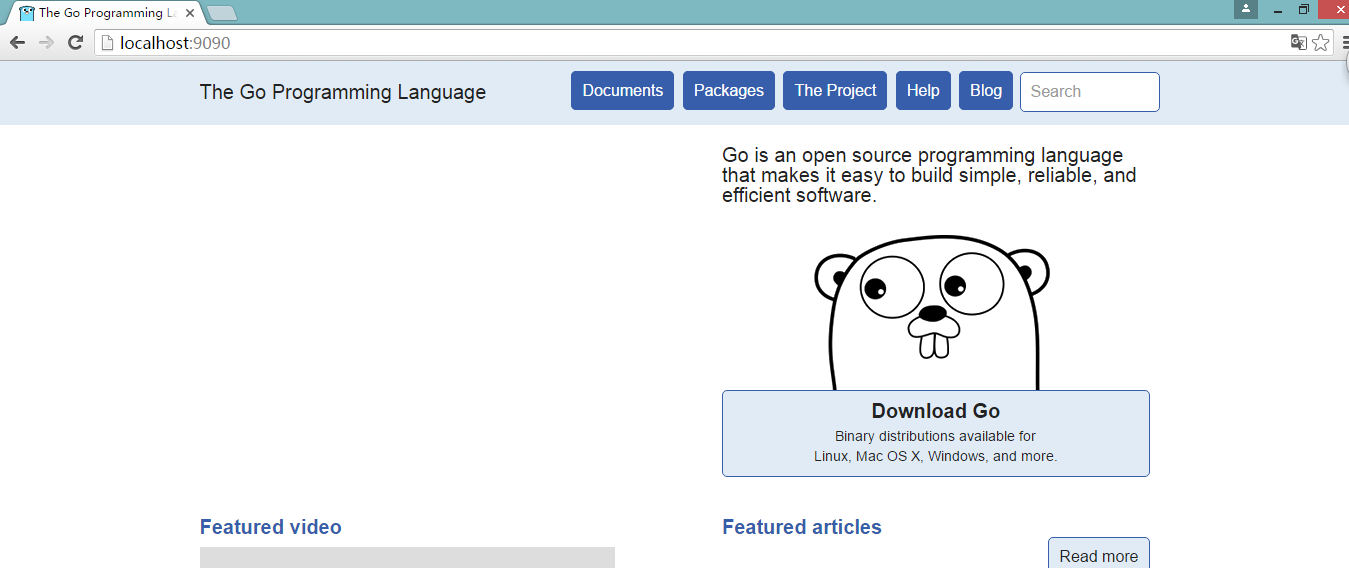 The Go Programming La
localhost:9090
The Go Programming Language
Documents
Packages
The Project
Help
Blog
Search
Go is an open source programming language
that makes it easy to build simple, reliable, and
efficient software.
Download Go
Binary distributions available for
Linux, Mac OS X, Windows, and more.
Featured video
Featured articles
Read more